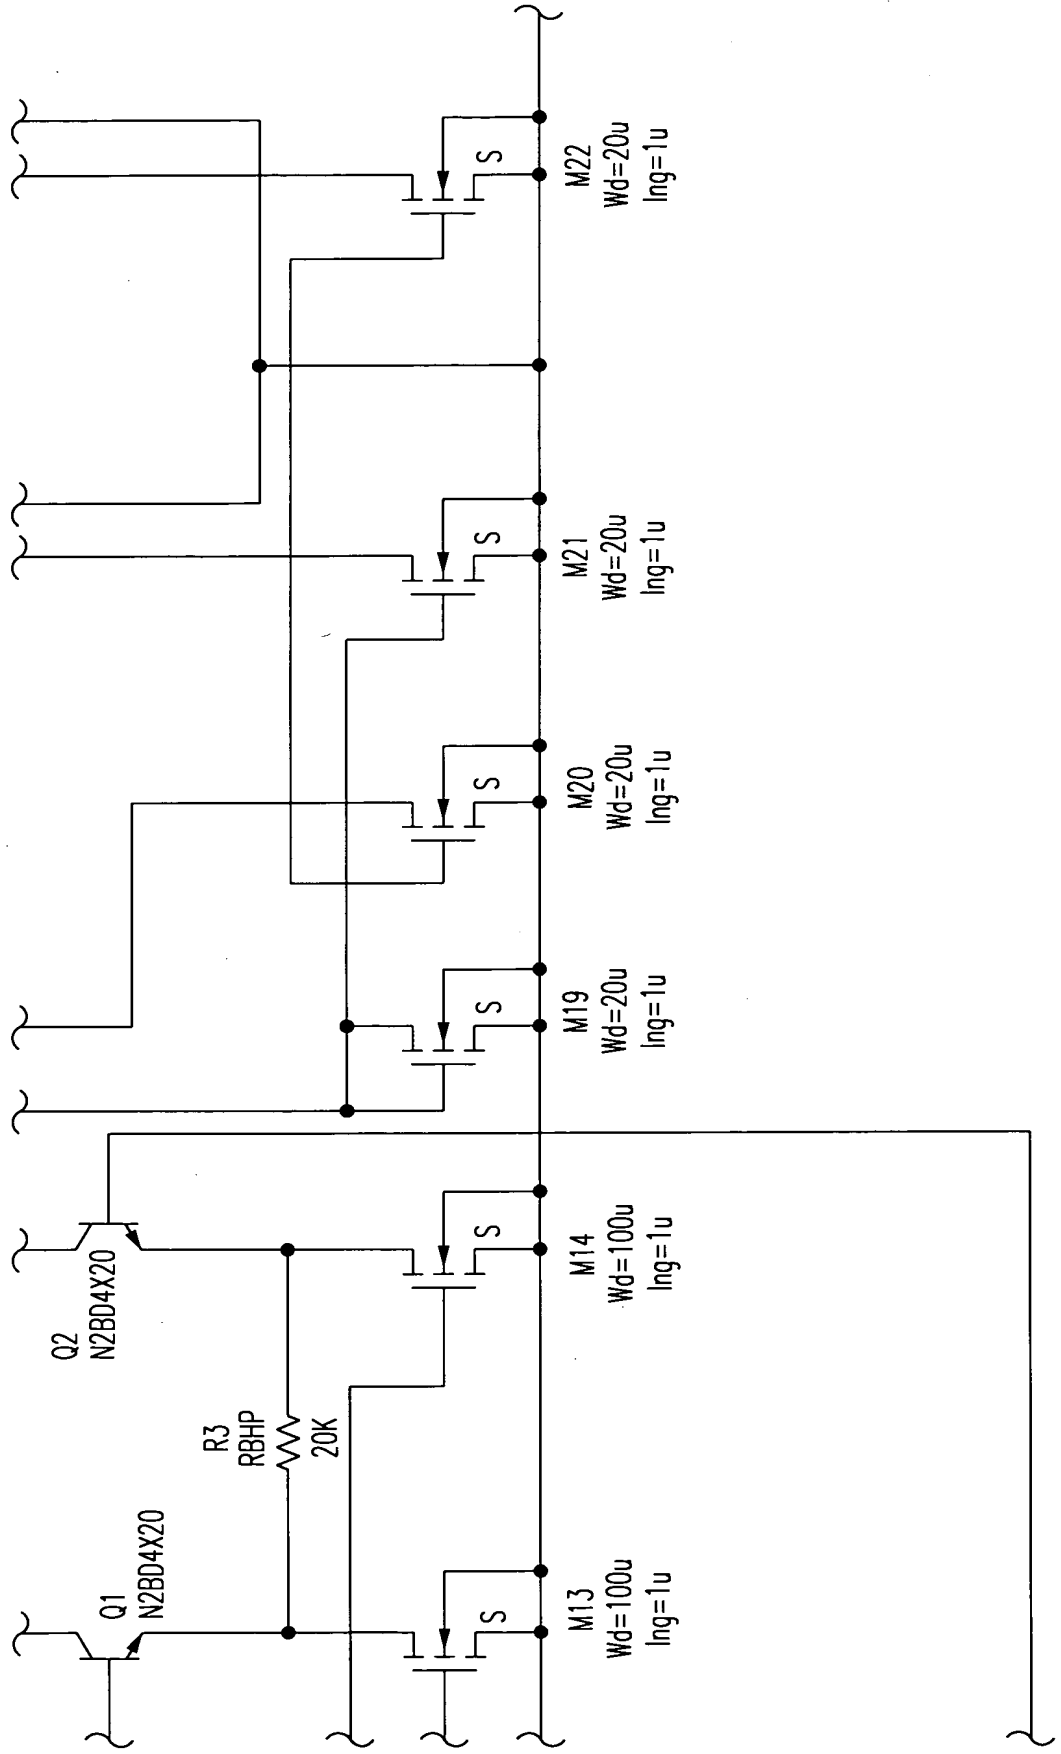 Q1
N2BD4X20
R3
RBHP
20K
Q2
N2BD4X20
S
M13
Wd=100u
lng=1u
S
M14
Wd=100u
lng=1u
S
M19
Wd=20u
lng=1u
S
M20
Wd=20u
lng=1u
S
M21
Wd=20u
lng=1u
S
M22
Wd=20u
lng=1u